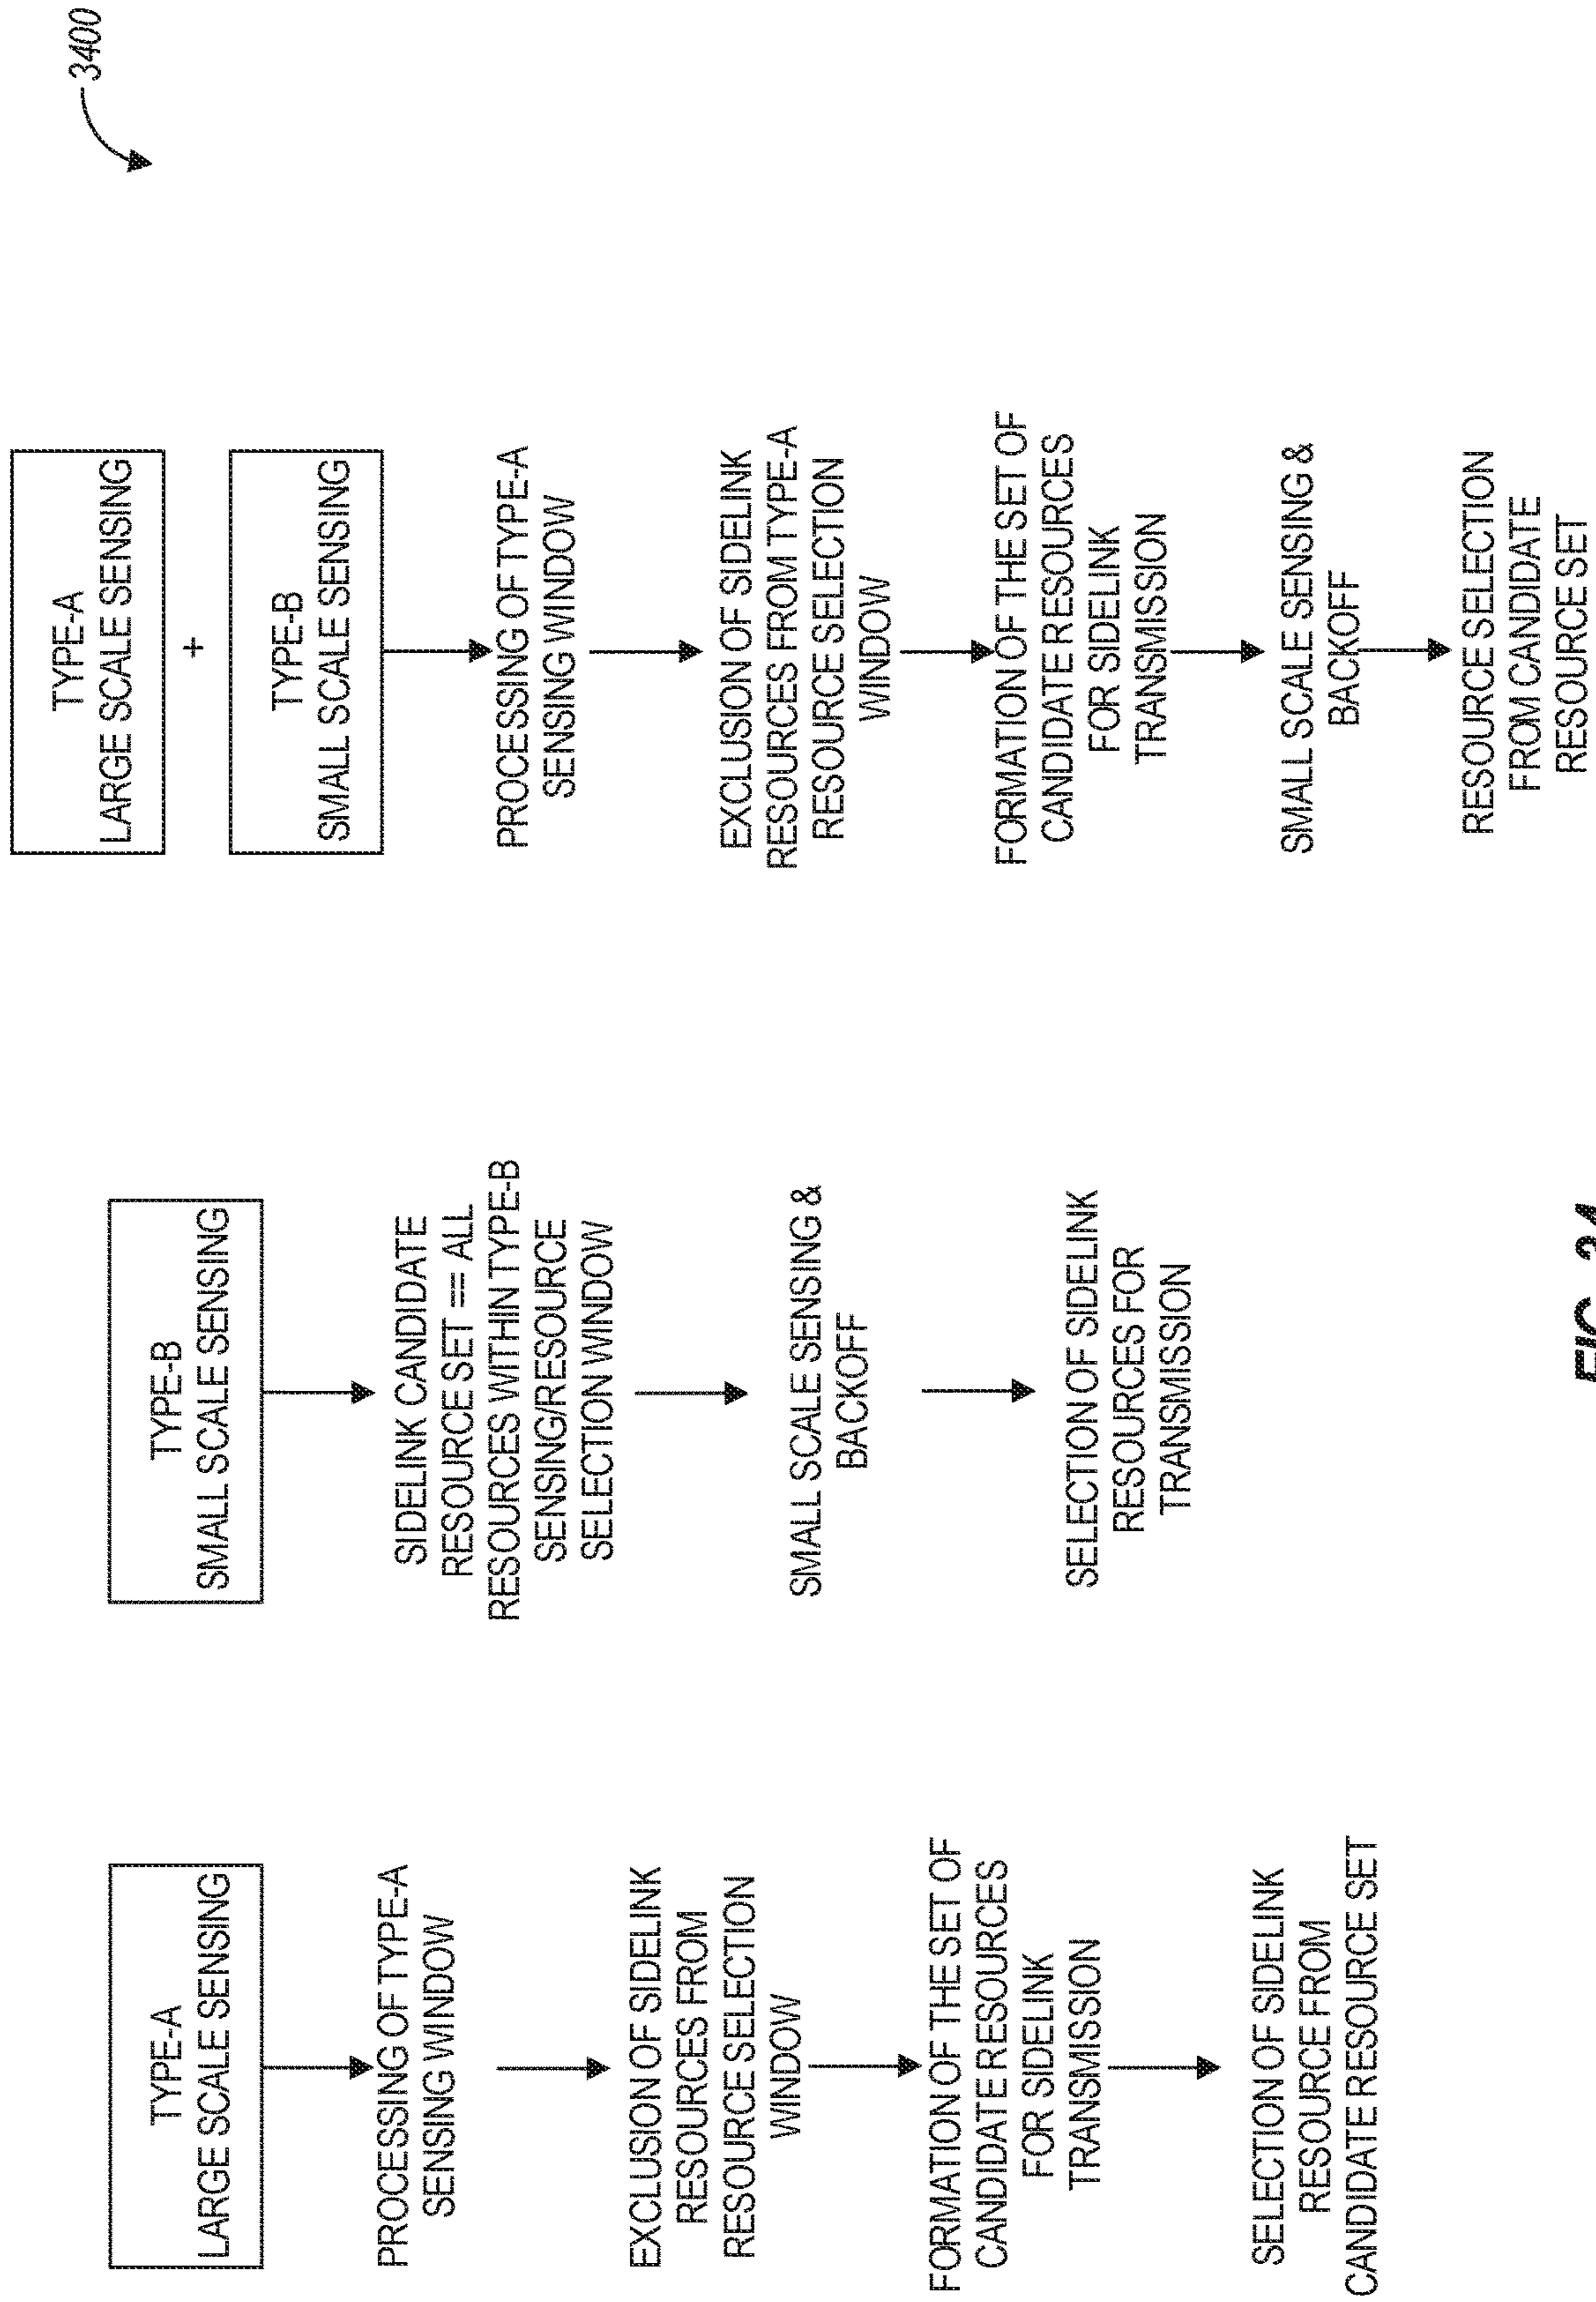 3400
TYPE-A
LARGE SCALE SENSING
PROCESSING OF TYPE-A
SENSING WINDOW
EXCLUSION OF SIDELINK
RESOURCES FROM
RESOURCE SELECTION
WINDOW
FORMATION OF THE SET OF
CANDIDATE RESOURCES
FOR SIDELINK
TRANSMISSION
SELECTION OF SIDELINK
RESOURCE FROM
CANDIDATE RESOURCE SET
TYPE-B
SMALL SCALE SENSING
SIDELINK CANDIDATE
RESOURCE SET == ALL
RESOURCES WITHIN TYPE-B
SENSING/RESOURCE
SELECTION WINDOW
SMALL SCALE SENSING &
BACKOFF
SELECTION OF SIDELINK
RESOURCES FOR
TRANSMISSION
TYPE-A
LARGE SCALE SENSING
+
TYPE-B
SMALL SCALE SENSING
PROCESSING OF TYPE-A
SENSING WINDOW
EXCLUSION OF SIDELINK
RESOURCES FROM TYPE-A
RESOURCE SELECTION
WINDOW
FORMATION OF THE SET OF
CANDIDATE RESOURCES
FOR SIDELINK
TRANSMISSION
SMALL SCALE SENSING &
BACKOFF
RESOURCE SELECTION
FROM CANDIDATE
RESOURCE SET
FIG. 34